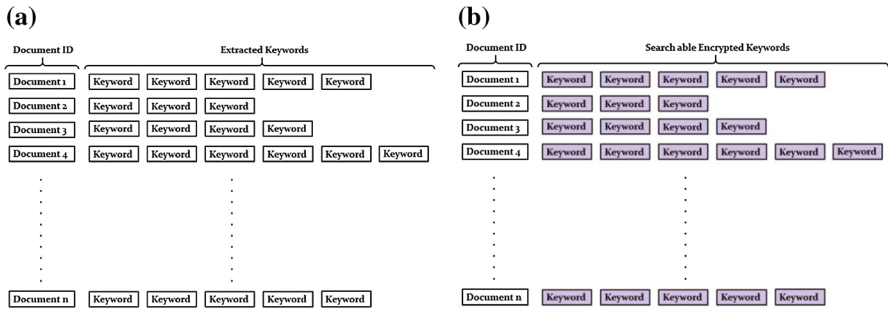 (a)
Document ID Extracted Keywords
Document 1 Keyword Keyword Keyword Keyword Keyword
Document 2 Keyword Keyword Keyword
Document 3 Keyword Keyword Keyword Keyword
Document 4 Keyword Keyword Keyword Keyword Keyword Keyword
Document n Keyword Keyword Keyword Keyword Keyword
(b)
Document ID Search able Encrypted Keywords
Document 1 Keyword Keyword Keyword Keyword Keyword
Document 2 Keyword Keyword Keyword
Document 3 Keyword Keyword Keyword Keyword
Document 4 Keyword Keyword Keyword Keyword Keyword Keyword
Document n Keyword Keyword Keyword Keyword Keyword